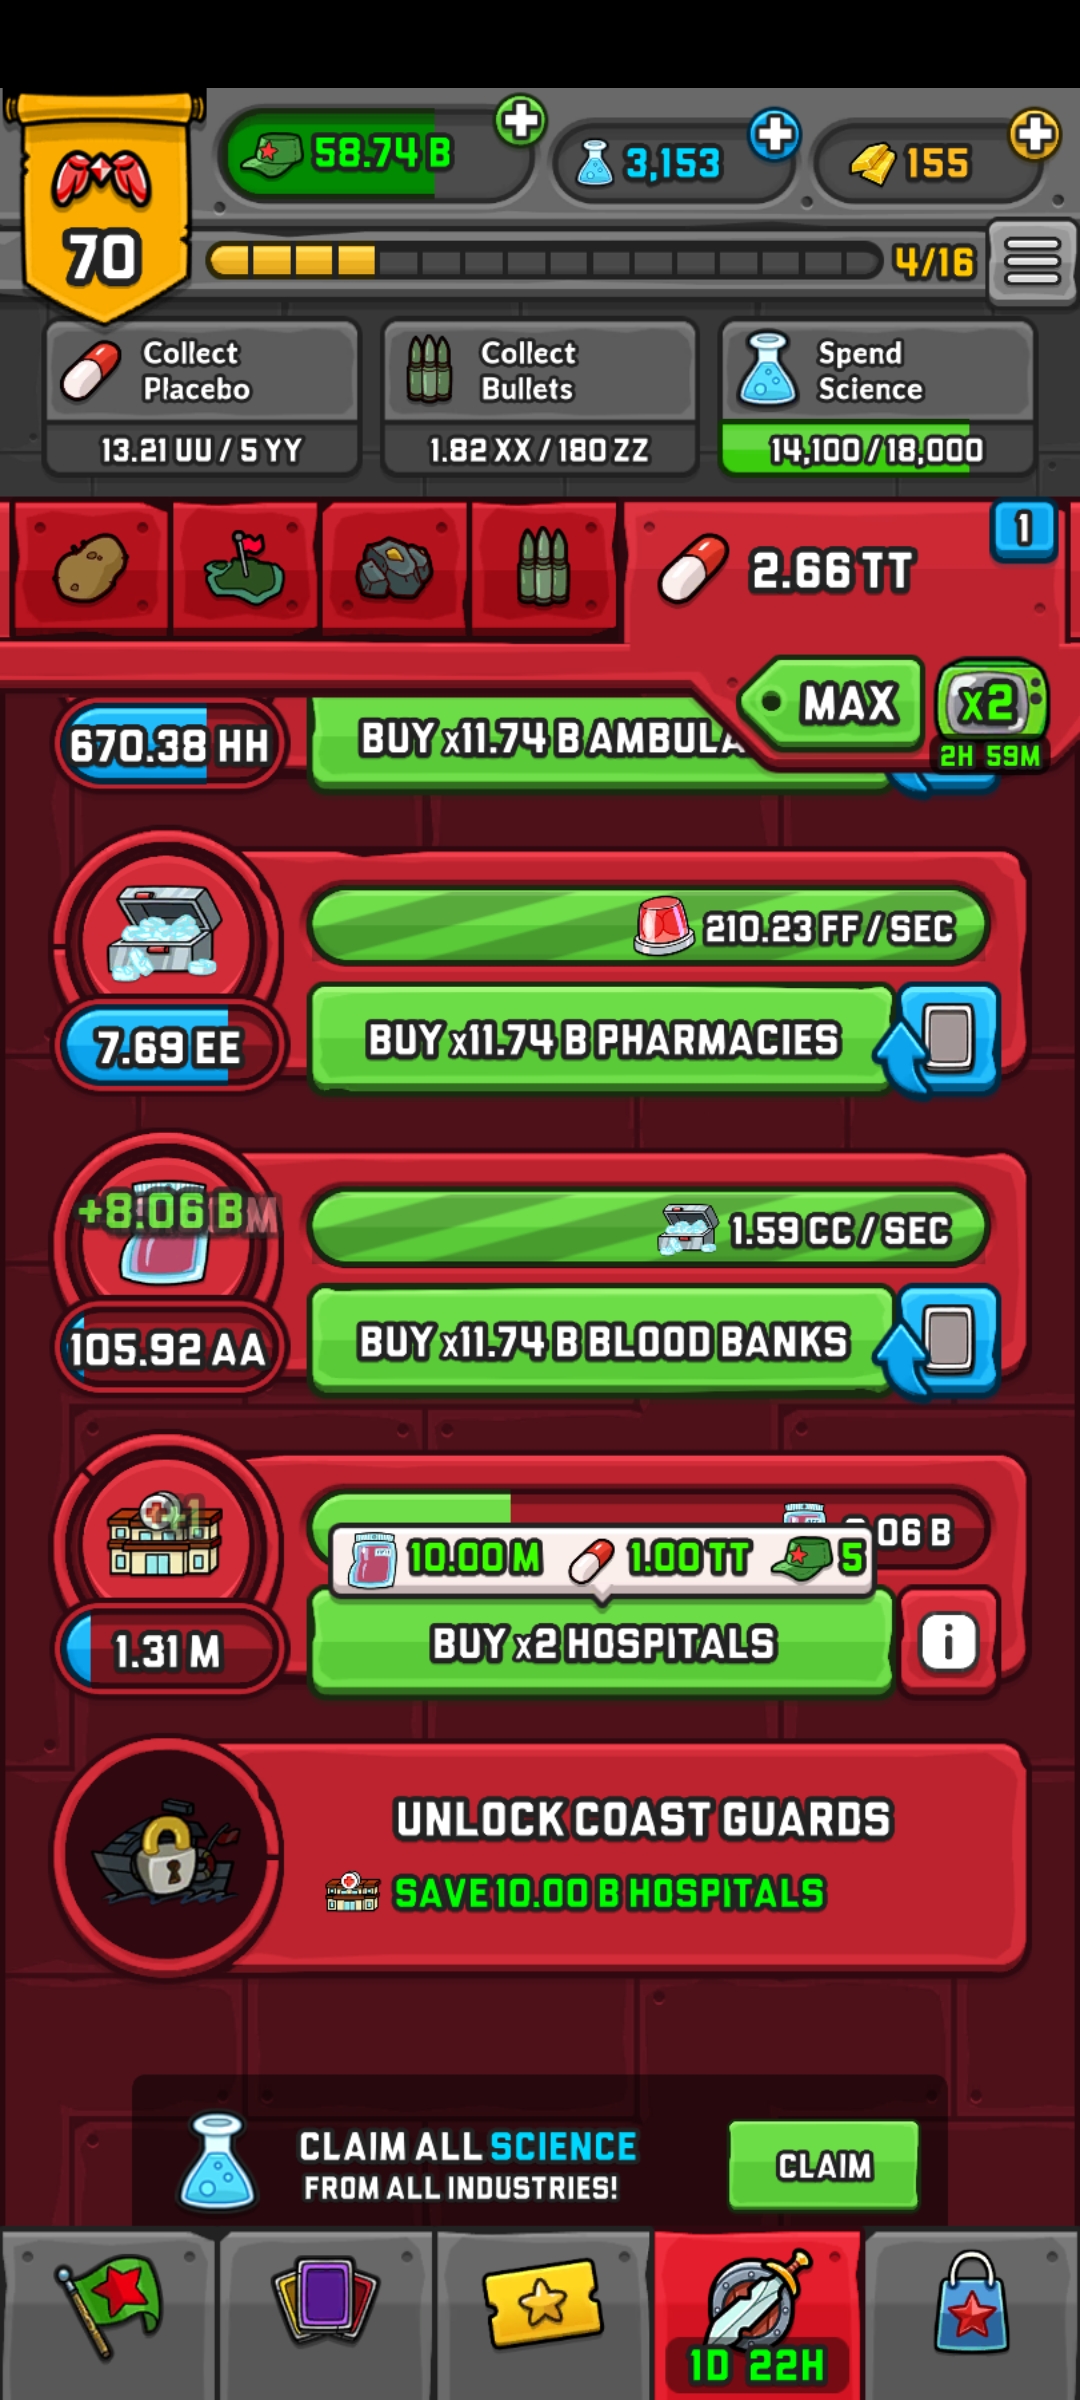 58.74 B
3,153
155
70
4/16
Collect
Placebo
13.21 UU / 5 YY
Collect
Bullets
1.82 XX / 180 ZZ
Spend
Science
14,100 / 18,000
2.66 TT
1
MAX
x2
2H 59M
670.38 HH
BUY x11.74 B
210.23 FF / SEC
7.69 EE
BUY x11.74 B PHARMACIES
+8.06 B
1.59 CC / SEC
105.92 AA
BUY x11.74 B BLOOD BANKS
06 B
10.00 M
1.00 TT
5
1.31 M
BUY x2 HOSPITALS
i
UNLOCK COAST GUARDS
SAVE 10.00 B HOSPITALS
CLAIM ALL SCIENCE
FROM ALL INDUSTRIES!
CLAIM
1D 22H